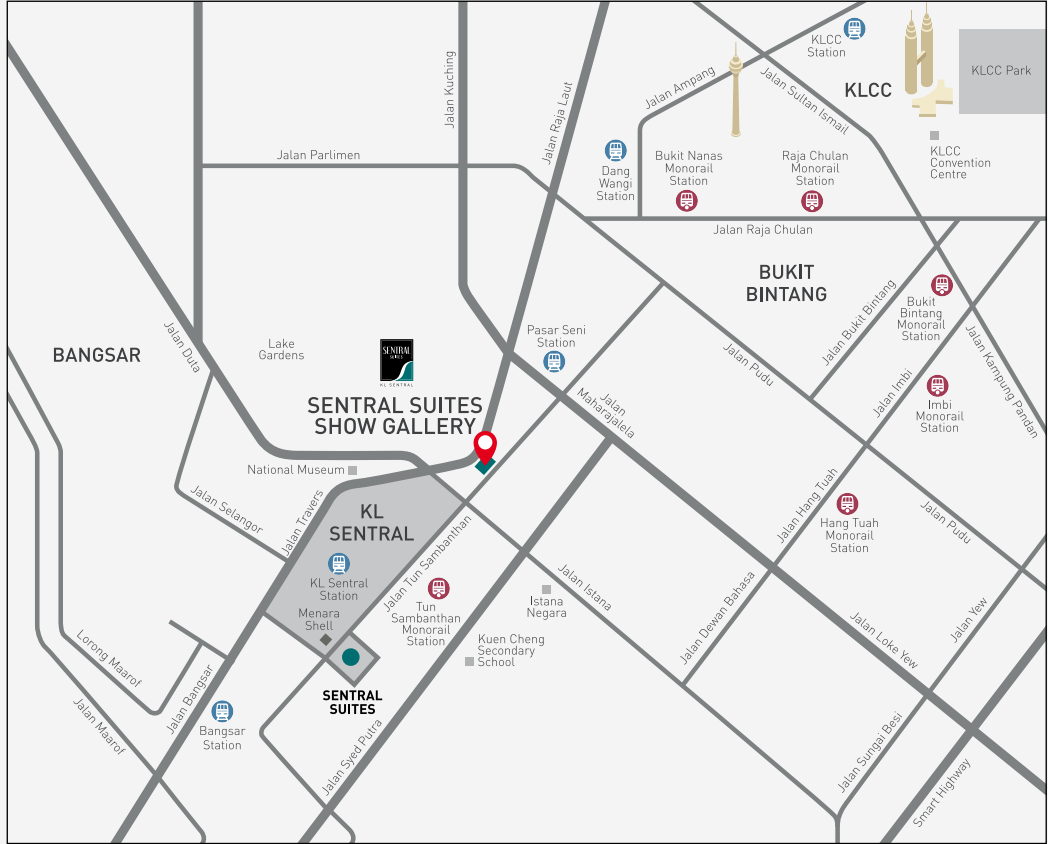 KLCC
Station
KLCC
KLCC Park
KLCC
Convention
Centre
Jalan Ampang
Jalan Sultan Ismail
Jalan Kuching
Jalan Raja Laut
Jalan Parlimen
Dang
Wangi
Station
Bukit Nanas
Monorail
Station
Raja Chulan
Monorail
Station
Jalan Raja Chulan
BUKIT
BINTANG
Jalan Bukit Bintang
Bukit
Bintang
Monorail
Station
Jalan Kampung Pandan
BANGSAR
Jalan Duta
Lake
Gardens
SENTRAL
SUITES
KL SENTRAL
SENTRAL SUITES
SHOW GALLERY
Pasar Seni
Station
Jalan
Maharajalela
Jalan Pudu
Jalan Imbi
Imbi
Monorail
Station
National Museum
Jalan Selangor
Jalan Travers
KL
SENTRAL
KL Sentral
Station
Menara
Shell
Jalan Tun Sambanthan
Tun
Sambanthan
Monorail
Station
Jalan Hang Tuah
Hang Tuah
Monorail
Station
Jalan Pudu
Istana
Negara
Jalan Istana
Kuen Cheng
Secondary
School
Jalan Dewan Bahasa
Jalan Loke Yew
Jalan Yew
Lorong Maarof
Jalan Maarof
Jalan Bangsar
Bangsar
Station
SENTRAL
SUITES
Jalan Syed Putra
Jalan Sungai Besi
Smart Highway